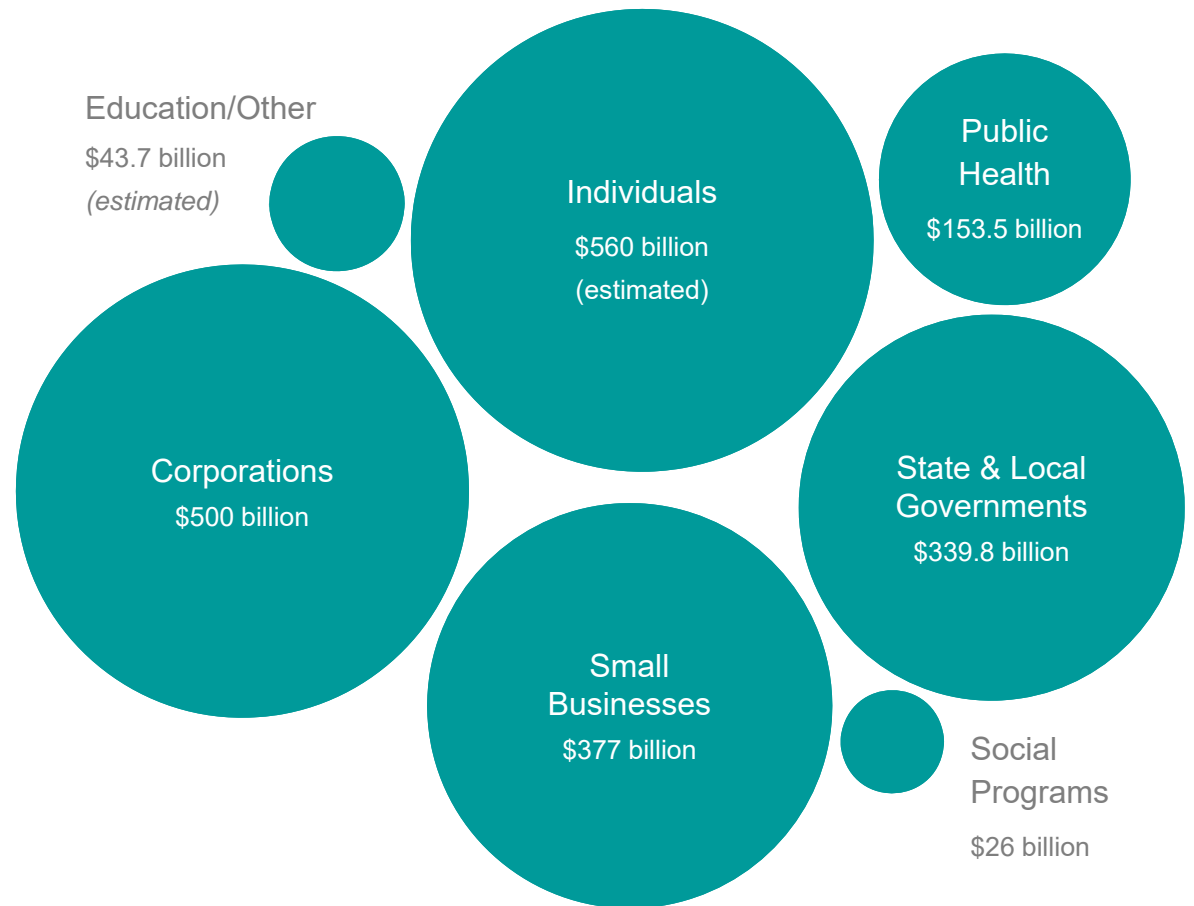 Education/Other
$43.7 billion
(estimated)
Individuals
$560 billion
(estimated)
Public
Health
$153.5 billion
Corporations
$500 billion
State & Local
Governments
$339.8 billion
Small
Businesses
$377 billion
Social
Programs
$26 billion